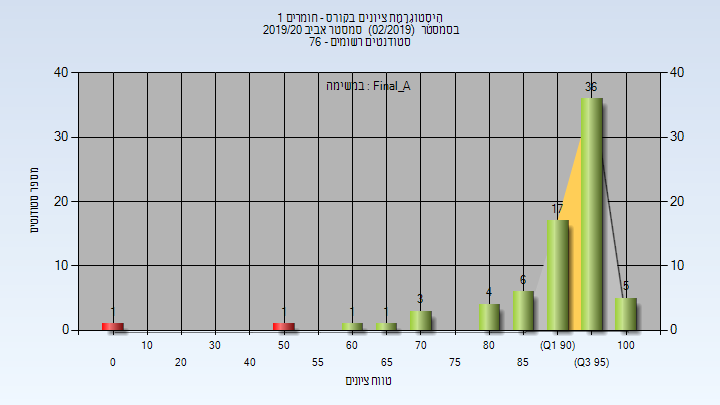 היסטוגרמת ציונים בקורס - חומרים 1
בסמסטר (02/2019) סמסטר אביב 2019/20
סטודנטים רשומים - 76
במשימה : Final_A
מספר סטודנטים
40 40
30 30
20 20
10 10
0 0
1 1 1 1 3 4 6 17 36 5
10 30 50 60 70 80 (Q1 90) 100
0 20 40 55 65 75 85 (Q3 95)
טווח ציונים